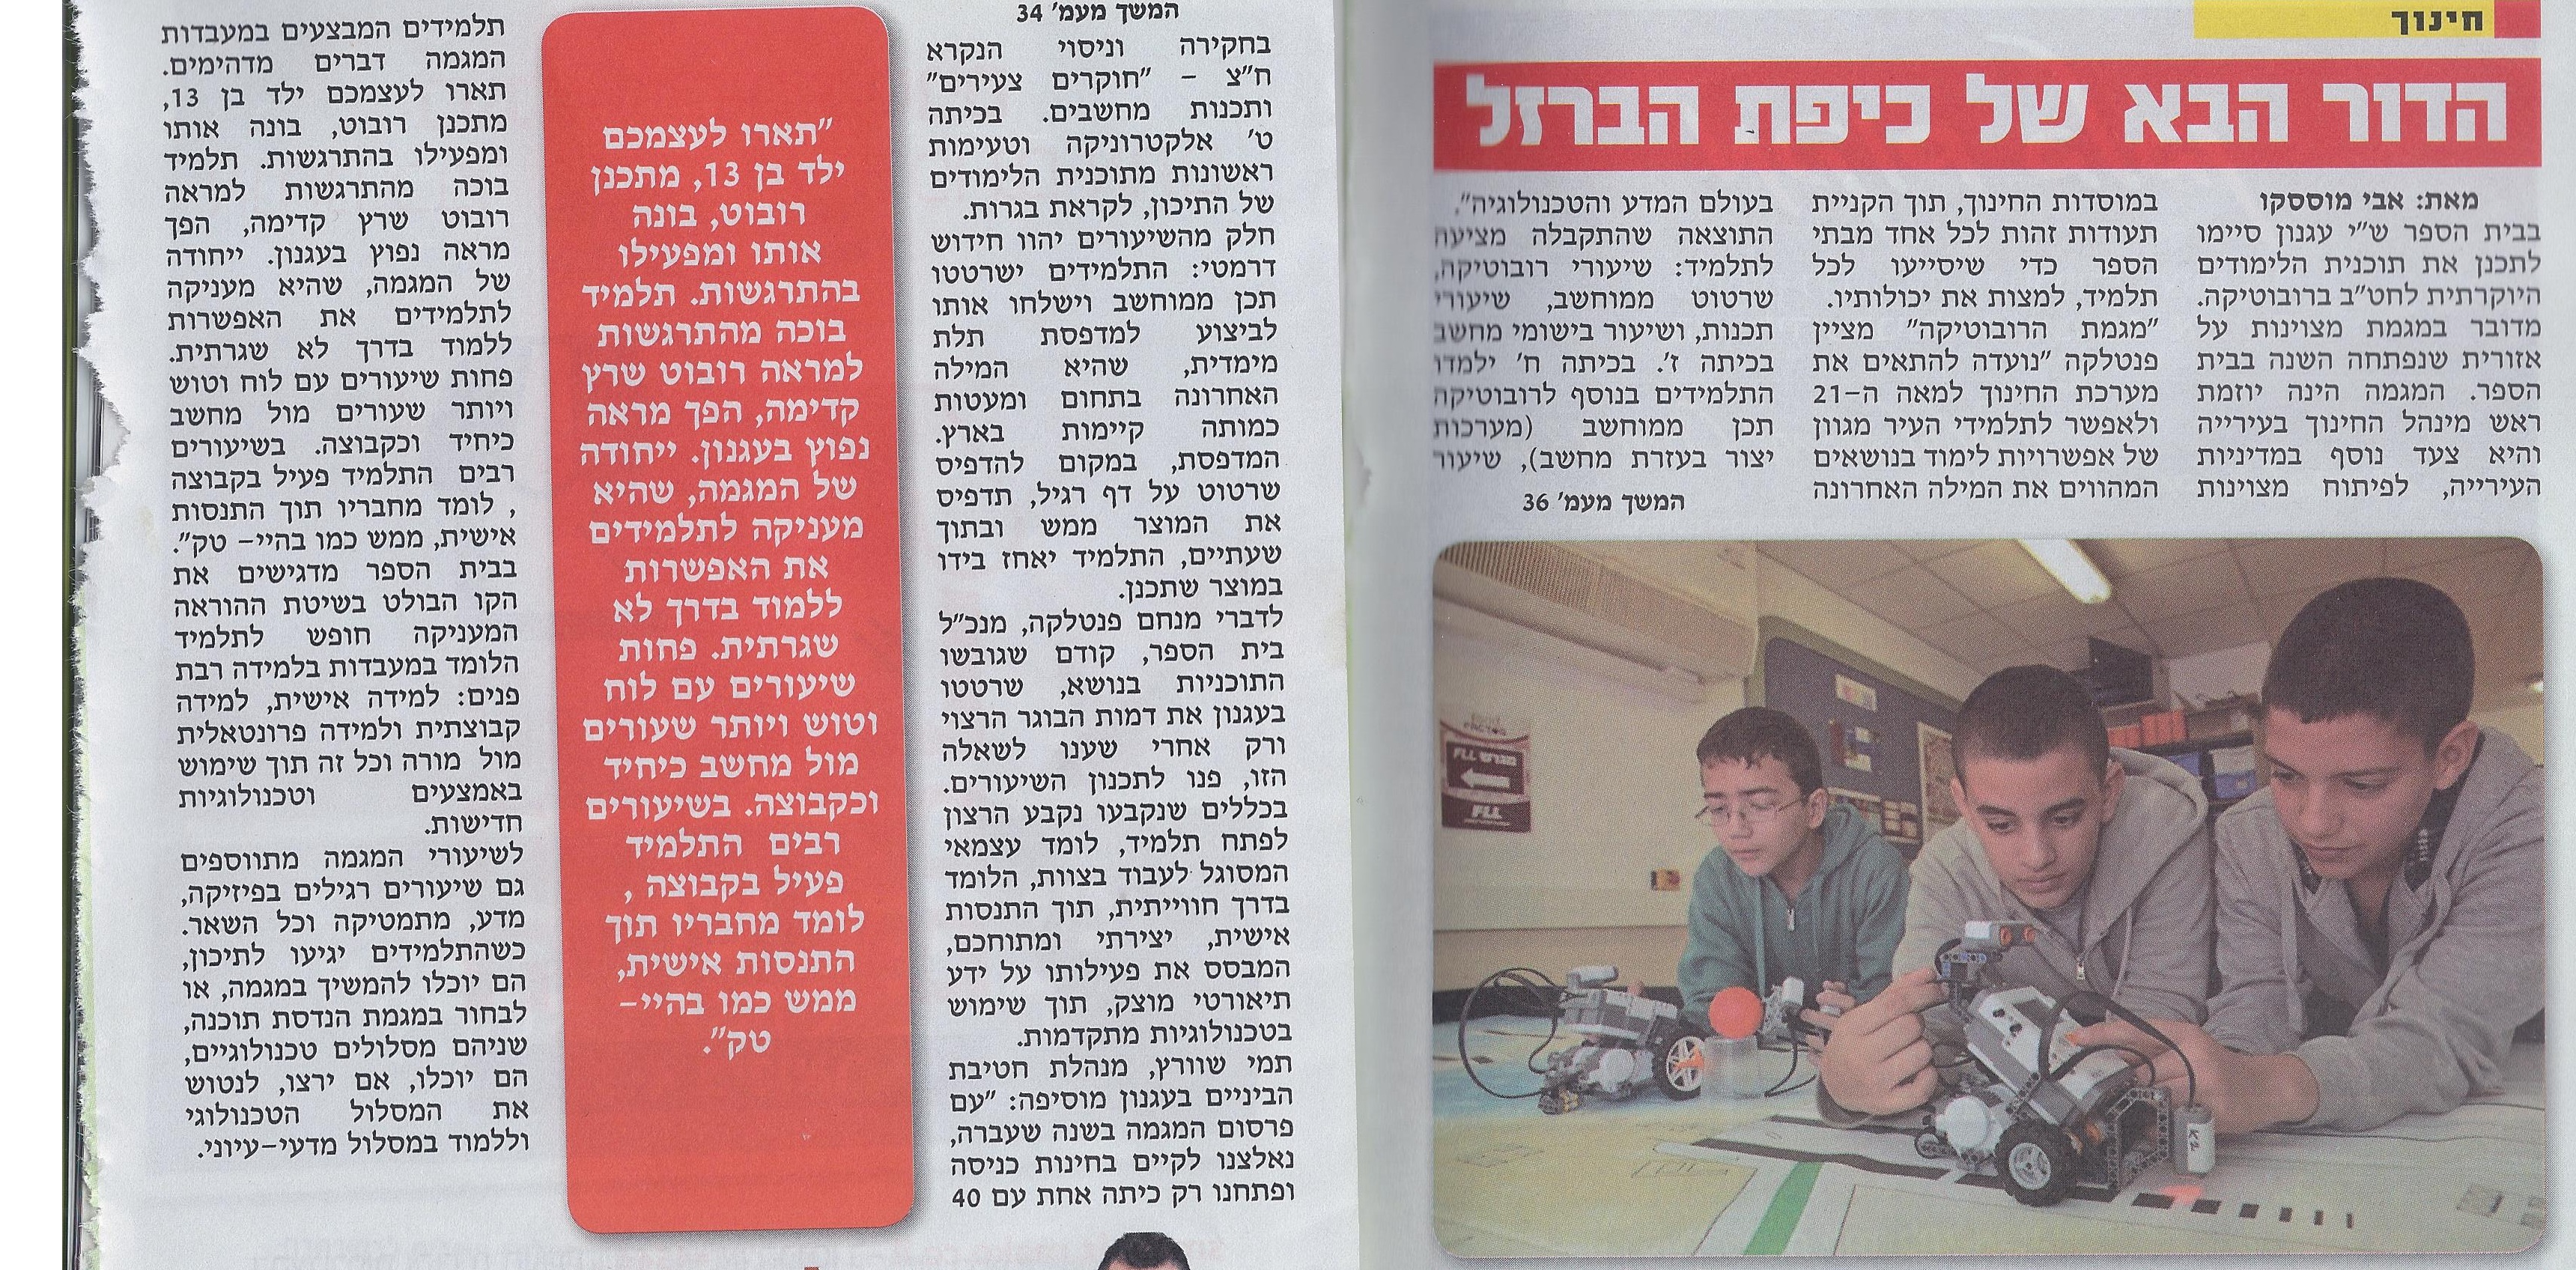 חינוך
הדור הבא של כיפת הברזל
מאת: אבי מוססקו
בבית הספר ש"י עגנון סיימו
לתכנן את תוכנית הלימודים
היוקרתית לחט"ב ברובוטיקה.
מדובר במגמת מצוינות על
אזורית שנפתחה השנה בבית
הספר. המגמה הינה יוזמת
ראש מינהל החינוך בעירייה
והיא צעד נוסף במדיניות
העירייה, לפיתוח מצוינות
במוסדות החינוך, תוך הקניית
תעודות זהות לכל אחד מבתי
הספר כדי שיסייעו לכל
תלמיד, למצות את יכולותיו.
"מגמת הרובוטיקה" מציין
פנטלקה "נועדה להתאים את
מערכת החינוך למאה ה-21
ולאפשר לתלמידי העיר מגוון
של אפשרויות לימוד בנושאים
המהווים את המילה האחרונה
בעולם המדע והטכנולוגיה".
התוצאה שהתקבלה מציעה
לתלמיד: שיעורי רובוטיקה,
שרטוט ממוחשב, שיעורי
תכנות, ושיעור בישומי מחשב
בכיתה ז'. בכיתה ח' ילמדו
התלמידים בנוסף לרובוטיקה
תכן ממוחשב (מערכות
יצור בעזרת מחשב), שיעור
המשך מעמ' 36
מגרש FLL
FLL
המשך מעמ' 34
בחקירה וניסוי הנקרא
ח"צ - "חוקרים צעירים"
ותכנות מחשבים. בכיתה
ט' אלקטרוניקה וטעימות
ראשונות מתוכנית הלימודים
של התיכון, לקראת בגרות.
חלק מהשיעורים יהוו חידוש
דרמטי: התלמידים ישרטטו
תכן ממוחשב וישלחו אותו
לביצוע למדפסת תלת
מימדית, שהיא המילה
האחרונה בתחום ומעטות
כמותה קיימות בארץ.
המדפסת, במקום להדפיס
שרטוט על דף רגיל, תדפיס
את המוצר ממש ובתוך
שעתיים, התלמיד יאחז בידו
במוצר שתכנן.
לדברי מנחם פנטלקה, מנכ"ל
בית הספר, קודם שגובשו
התוכניות בנושא, שרטטו
בעגנון את דמות הבוגר הרצוי
ורק אחרי שענו לשאלה
הזו, פנו לתכנון השיעורים.
בכללים שנקבעו נקבע הרצון
לפתח תלמיד, לומד עצמאי
המסוגל לעבוד בצוות, הלומד
בדרך חווייתית, תוך התנסות
אישית, יצירתי ומתוחכם,
המבסס את פעילותו על ידע
תיאורטי מוצק, תוך שימוש
בטכנולוגיות מתקדמות.
תמי שוורץ, מנהלת חטיבת
הביניים בעגנון מוסיפה: "עם
פרסום המגמה בשנה שעברה,
נאלצנו לקיים בחינות כניסה
ופתחנו רק כיתה אחת עם 40
"תארו לעצמכם
ילד בן 13, מתכנן
רובוט, בונה
אותו ומפעילו
בהתרגשות. תלמיד
בוכה מהתרגשות
למראה רובוט שרץ
קדימה, הפך מראה
נפוץ בעגנון. ייחודה
של המגמה, שהיא
מעניקה לתלמידים
את האפשרות
ללמוד בדרך לא
שגרתית. פחות
שיעורים עם לוח
וטוש ויותר שעורים
מול מחשב כיחיד
וכקבוצה. בשיעורים
רבים התלמיד
פעיל בקבוצה ,
לומד מחבריו תוך
התנסות אישית,
ממש כמו בהיי-
טק".
תלמידים המבצעים במעבדות
המגמה דברים מדהימים.
תארו לעצמכם ילד בן 13,
מתכנן רובוט, בונה אותו
ומפעילו בהתרגשות. תלמיד
בוכה מהתרגשות למראה
רובוט שרץ קדימה, הפך
מראה נפוץ בעגנון. ייחודה
של המגמה, שהיא מעניקה
לתלמידים את האפשרות
ללמוד בדרך לא שגרתית.
פחות שיעורים עם לוח וטוש
ויותר שעורים מול מחשב
כיחיד וכקבוצה. בשיעורים
רבים התלמיד פעיל בקבוצה
, לומד מחבריו תוך התנסות
אישית, ממש כמו בהיי- טק".
בבית הספר מדגישים את
הקו הבולט בשיטת ההוראה
המעניקה חופש לתלמיד
הלומד במעבדות בלמידה רבת
פנים: למידה אישית, למידה
קבוצתית ולמידה פרונטאלית
מול מורה וכל זה תוך שימוש
באמצעים וטכנולוגיות
חדישות.
לשיעורי המגמה מתווספים
גם שיעורים רגילים בפיזיקה,
מדע, מתמטיקה וכל השאר.
כשהתלמידים יגיעו לתיכון,
הם יוכלו להמשיך במגמה, או
לבחור במגמת הנדסת תוכנה,
שניהם מסלולים טכנולוגיים,
הם יוכלו, אם ירצו, לנטוש
את המסלול הטכנולוגי
וללמוד במסלול מדעי-עיוני.